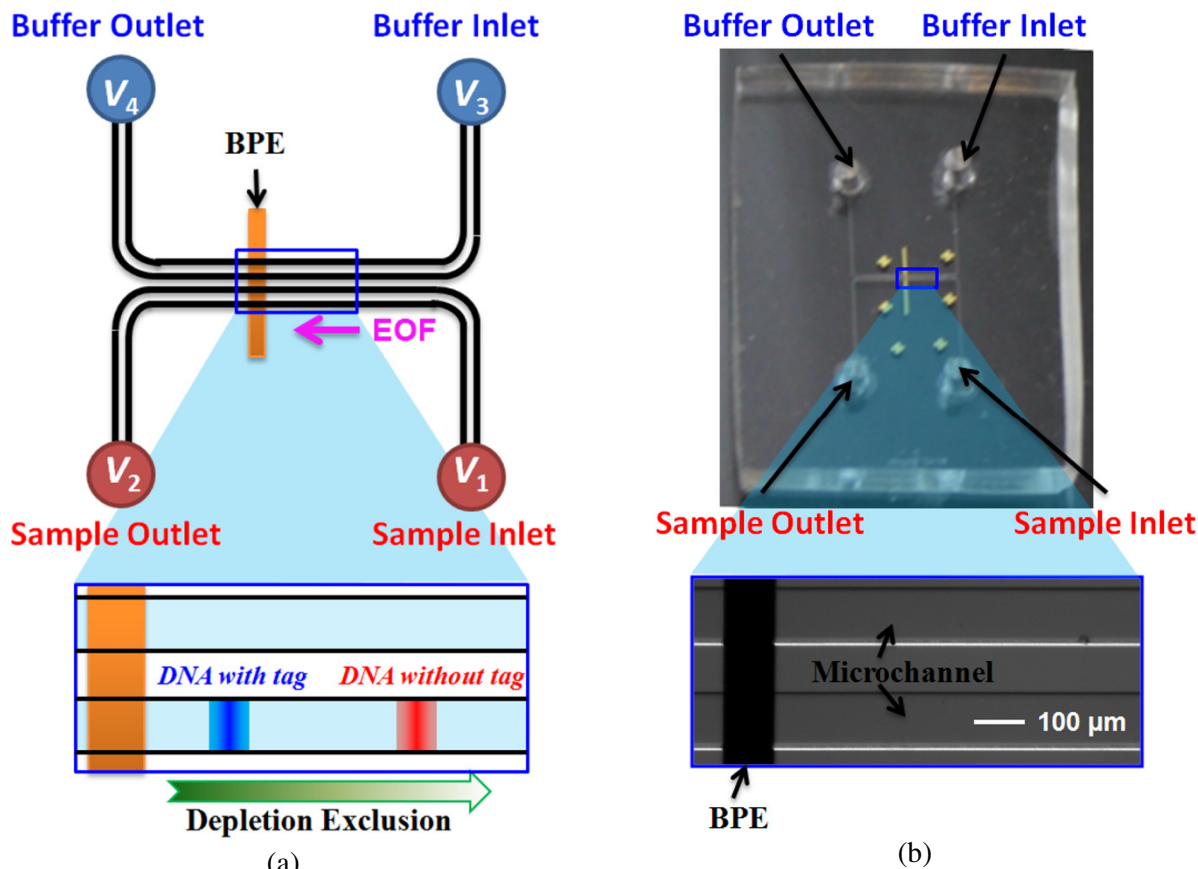 Buffer Outlet
Buffer Inlet
V4
V3
BPE
EOF
V2
V1
Sample Outlet
Sample Inlet
DNA with tag
DNA without tag
Depletion Exclusion
(a)
Buffer Outlet
Buffer Inlet
Sample Outlet
Sample Inlet
Microchannel
100 µm
BPE
(b)